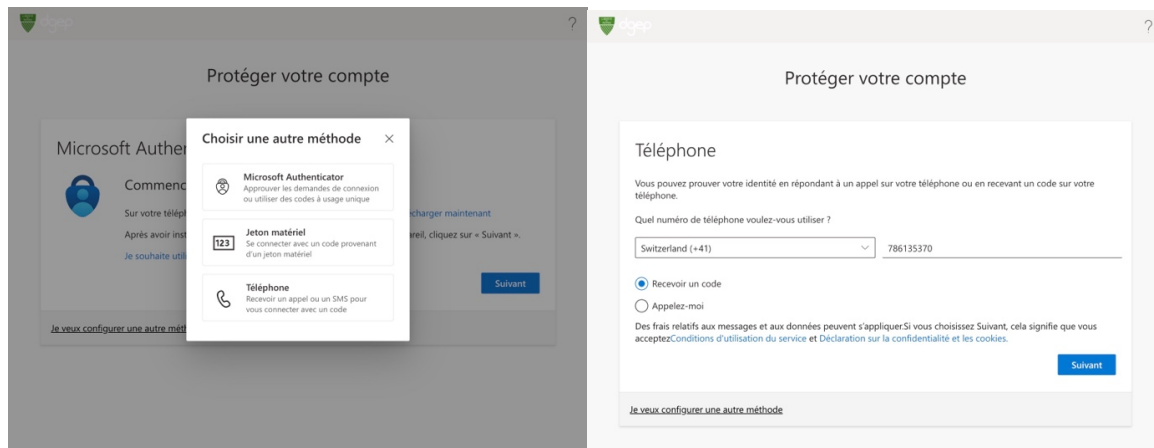 dgep
?
Protéger votre compte
Microsoft Auther
Commenc
Sur votre téléph
écharger maintenant
Après avoir inst
areil, cliquez sur « Suivant ».
Je souhaite utili
Suivant
Je veux configurer une autre méth
Choisir une autre méthode
Microsoft Authenticator
Approuver les demandes de connexion
ou utiliser des codes à usage unique
123
Jeton matériel
Se connecter avec un code provenant
d'un jeton matériel
Téléphone
Recevoir un appel ou un SMS pour
vous connecter avec un code
dgep
?
Protéger votre compte
Téléphone
Vous pouvez prouver votre identité en répondant à un appel sur votre téléphone ou en recevant un code sur votre
téléphone.
Quel numéro de téléphone voulez-vous utiliser ?
Switzerland (+41)
786135370
Recevoir un code
Appelez-moi
Des frais relatifs aux messages et aux données peuvent s'appliquer.Si vous choisissez Suivant, cela signifie que vous
acceptezConditions d'utilisation du service et Déclaration sur la confidentialité et les cookies.
Suivant
Je veux configurer une autre méthode